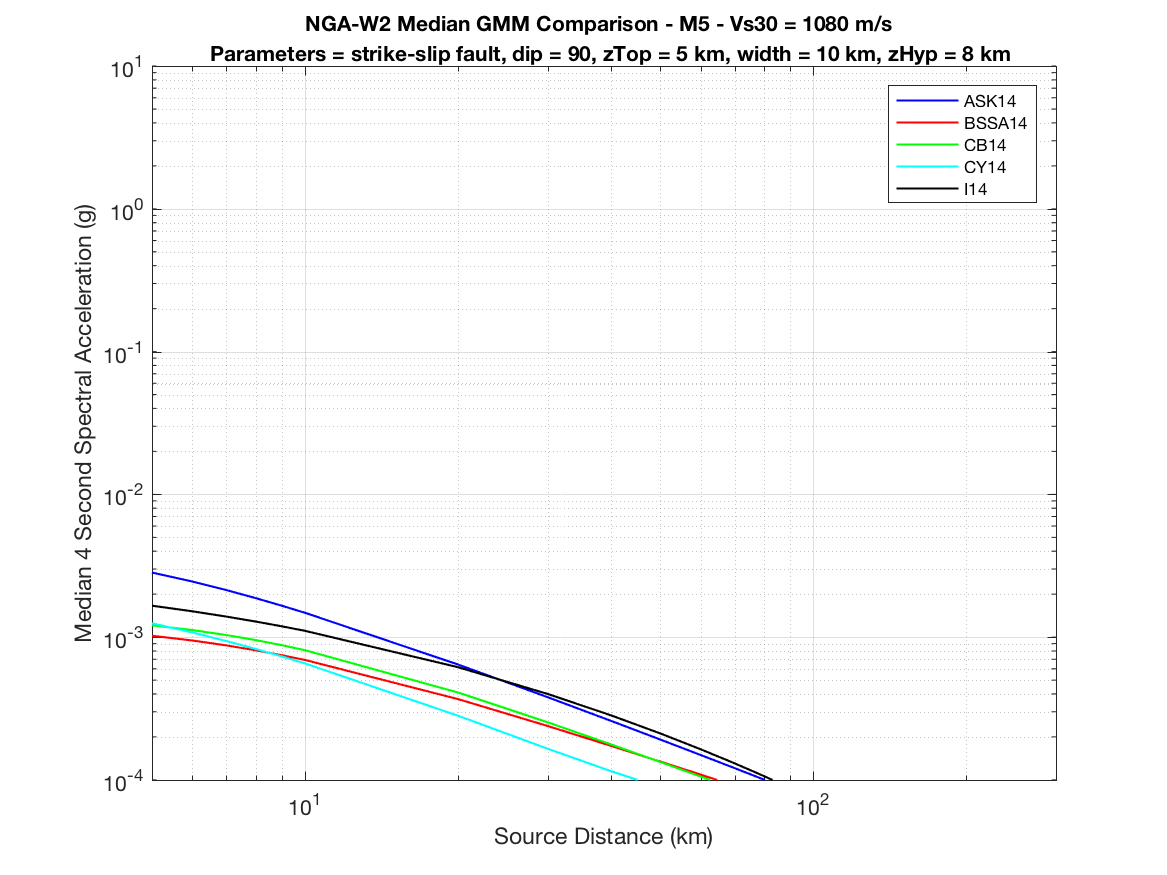 NGA-W2 Median GMM Comparison - M5 - Vs30 = 1080 m/s
Parameters = strike-slip fault, dip = 90, zTop = 5 km, width = 10 km, zHyp = 8 km
10^1
10^0
10^-1
10^-2
10^-3
10^-4
Median 4 Second Spectral Acceleration (g)
ASK14
BSSA14
CB14
CY14
I14
10^1
10^2
Source Distance (km)